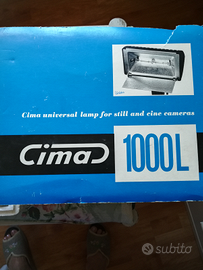 Cima universal lamp for still and cine cameras
Cima
1000L
subito